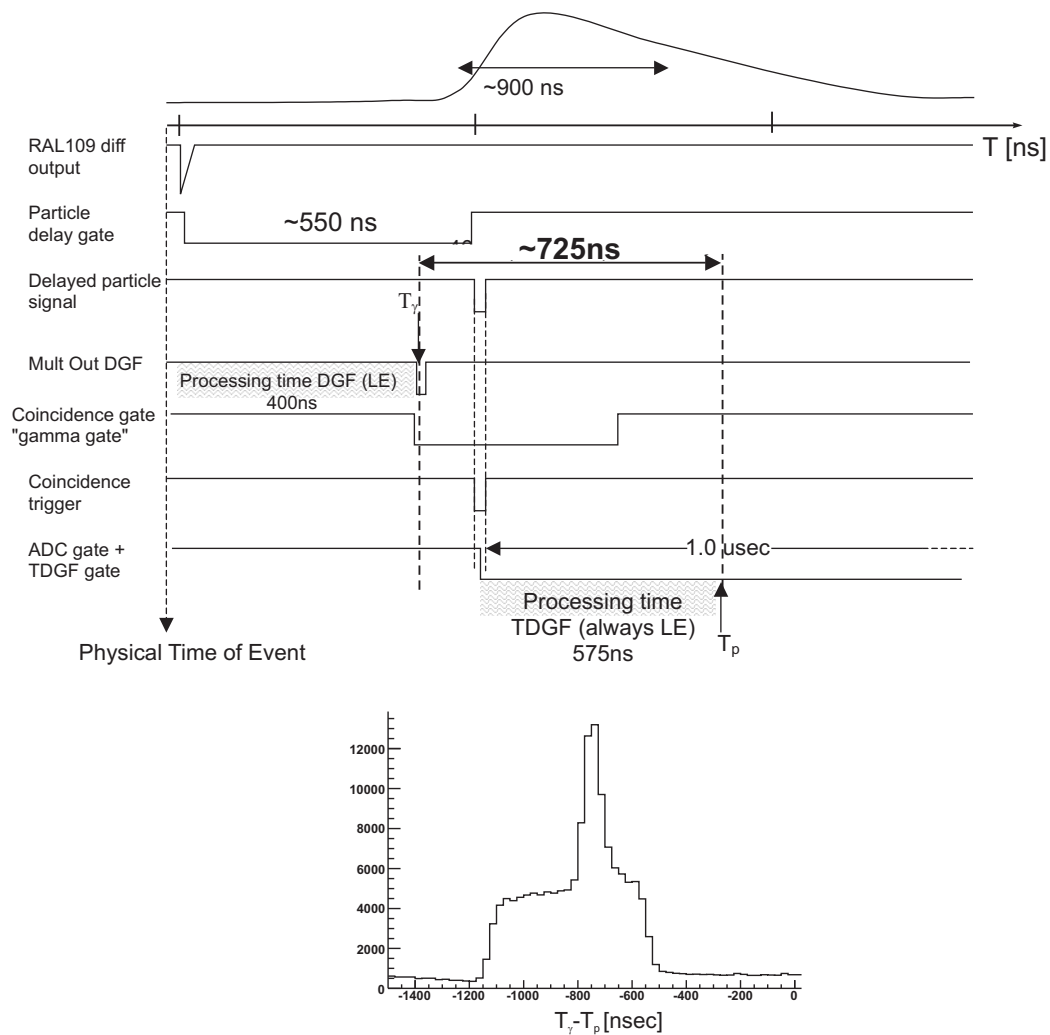 ~900 ns
T [ns]
RAL109 diff
output
Particle
delay gate
~550 ns
~725ns
Delayed particle
signal
Tγ
Mult Out DGF
Processing time DGF (LE)
400ns
Coincidence gate
"gamma gate"
Coincidence
trigger
ADC gate +
TDGF gate
1.0 usec
Processing time
TDGF (always LE)
575ns
Tp
Physical Time of Event
12000
10000
8000
6000
4000
2000
0
-1400 -1200 -1000 -800 -600 -400 -200 0
Tγ-Tp [nsec]